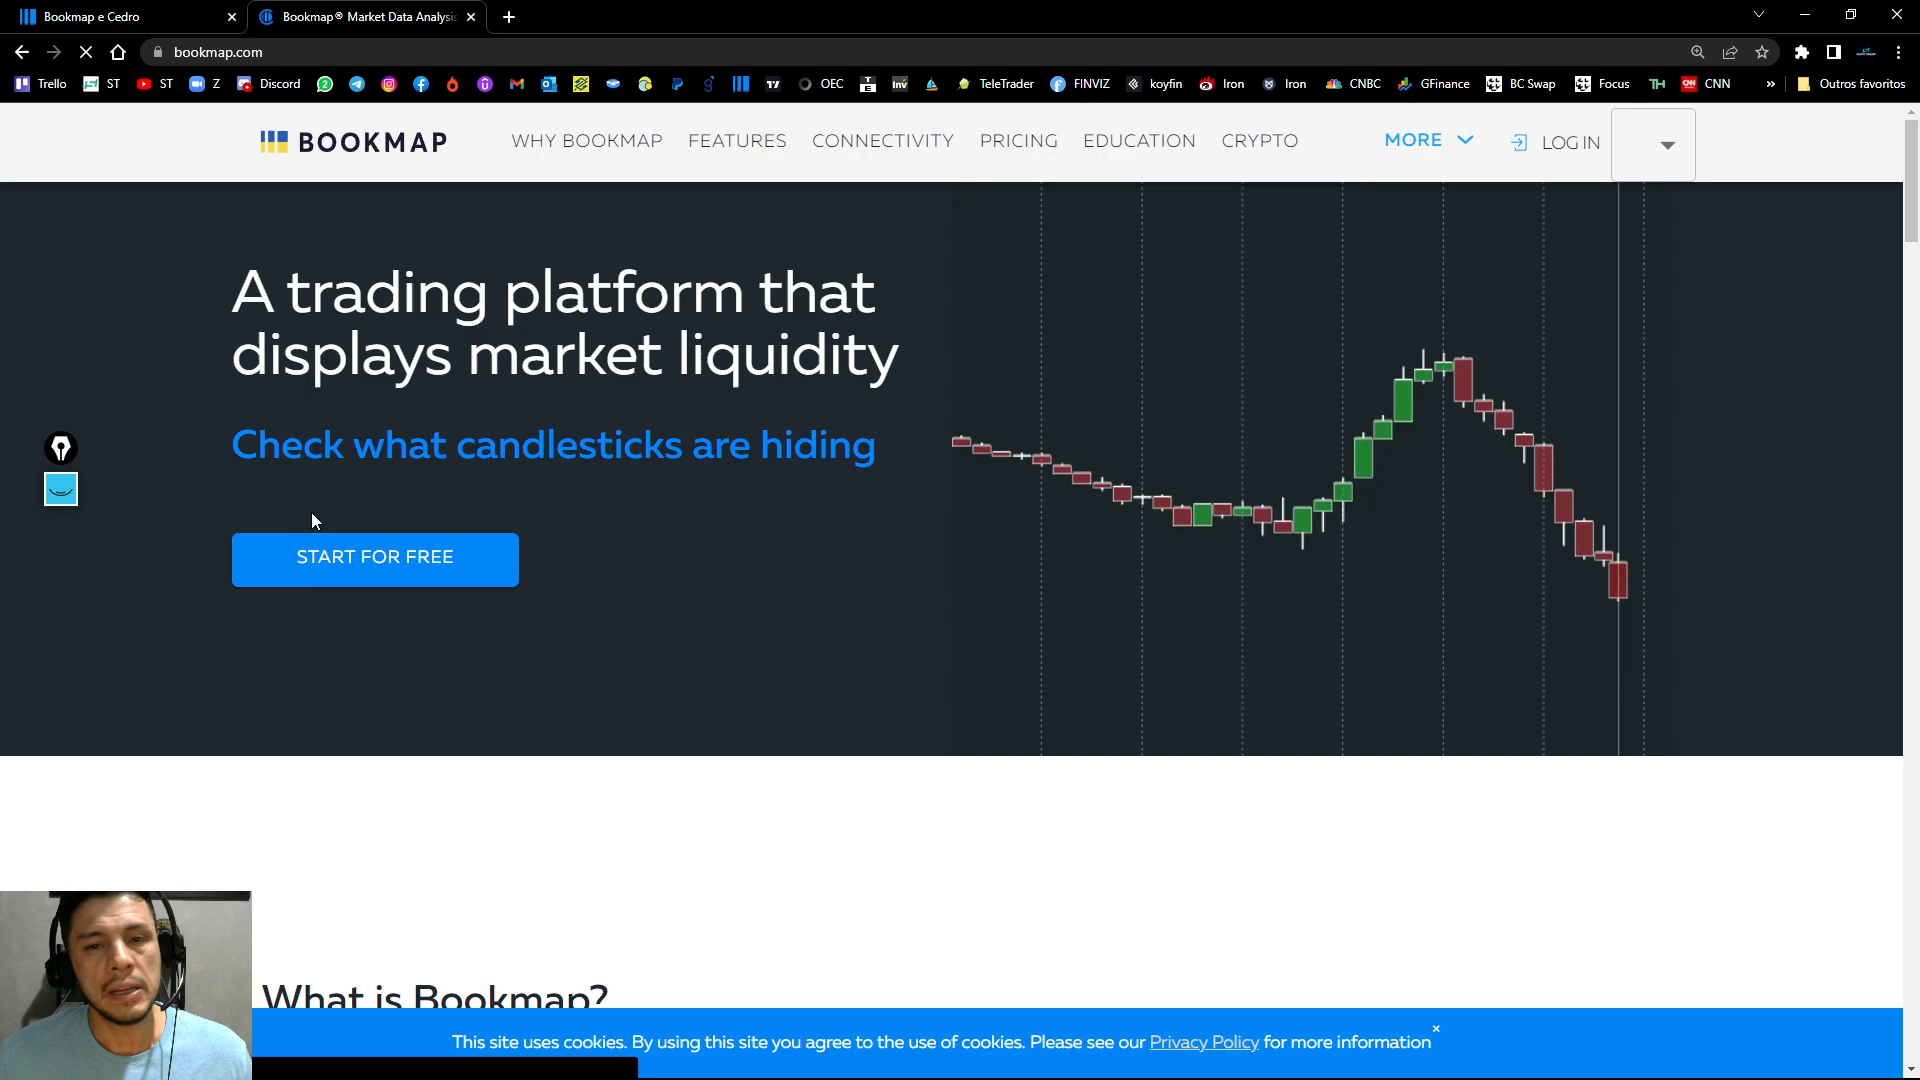 Bookmap e Cedro
Bookmap® Market Data Analysis
bookmap.com
Trello ST ST Z Discord OEC TeleTrader FINVIZ koyfin Iron Iron CNBC GFinance BC Swap Focus TH CNN » Outros favoritos
BOOKMAP WHY BOOKMAP FEATURES CONNECTIVITY PRICING EDUCATION CRYPTO MORE LOG IN
A trading platform that
displays market liquidity
Check what candlesticks are hiding
START FOR FREE
What is Bookmap?
This site uses cookies. By using this site you agree to the use of cookies. Please see our Privacy Policy for more information